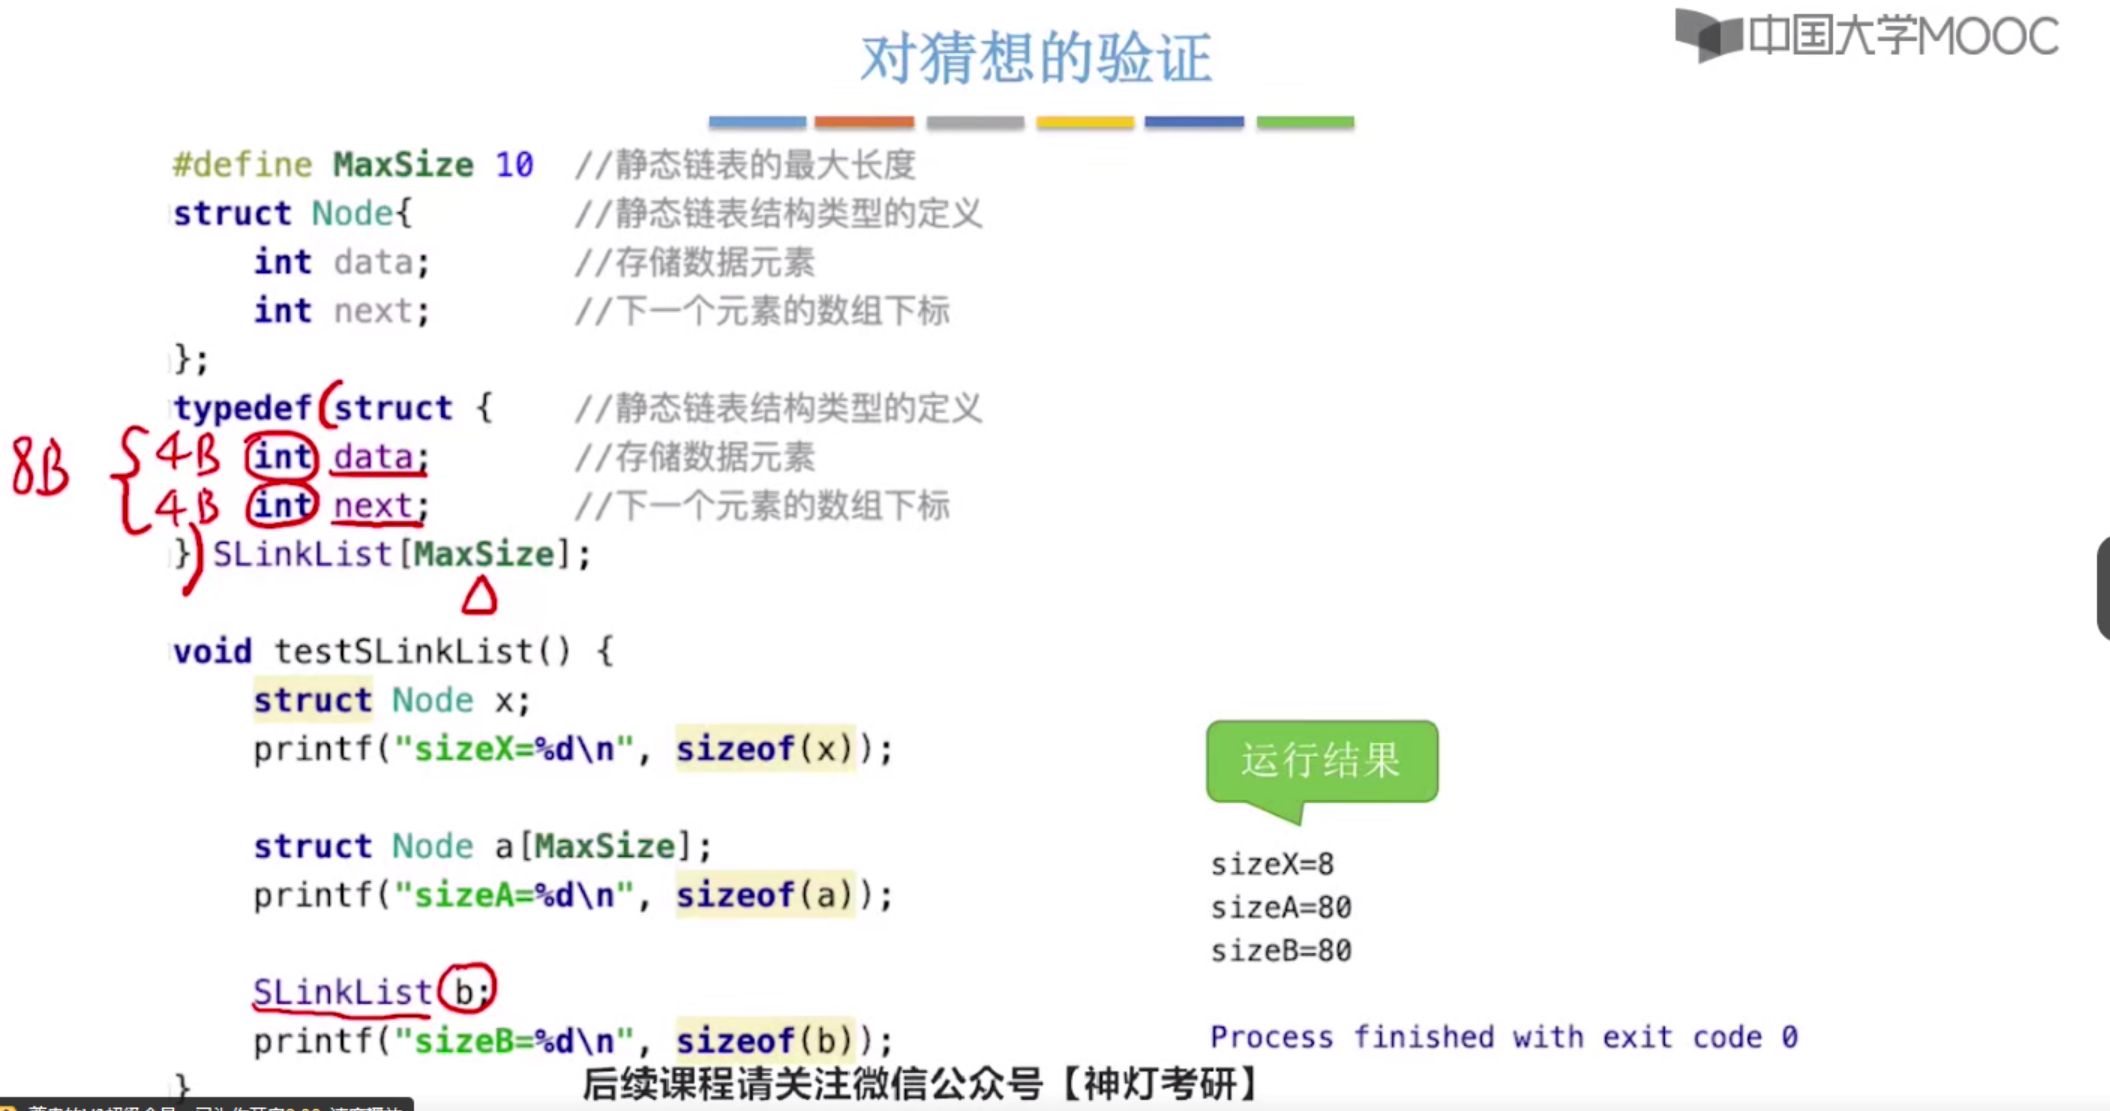 对猜想的验证
中国大学MOOC
#define MaxSize 10 //静态链表的最大长度
struct Node{ //静态链表结构类型的定义
int data; //存储数据元素
int next; //下一个元素的数组下标
};
typedef struct { //静态链表结构类型的定义
8B
4B int data; //存储数据元素
4B int next; //下一个元素的数组下标
} SLinkList[MaxSize];
void testSLinkList() {
struct Node x;
printf("sizeX=%d\n", sizeof(x));
struct Node a[MaxSize];
printf("sizeA=%d\n", sizeof(a));
SLinkList b;
printf("sizeB=%d\n", sizeof(b));
}
运行结果
sizeX=8
sizeA=80
sizeB=80
Process finished with exit code 0
后续课程请关注微信公众号【神灯考研】